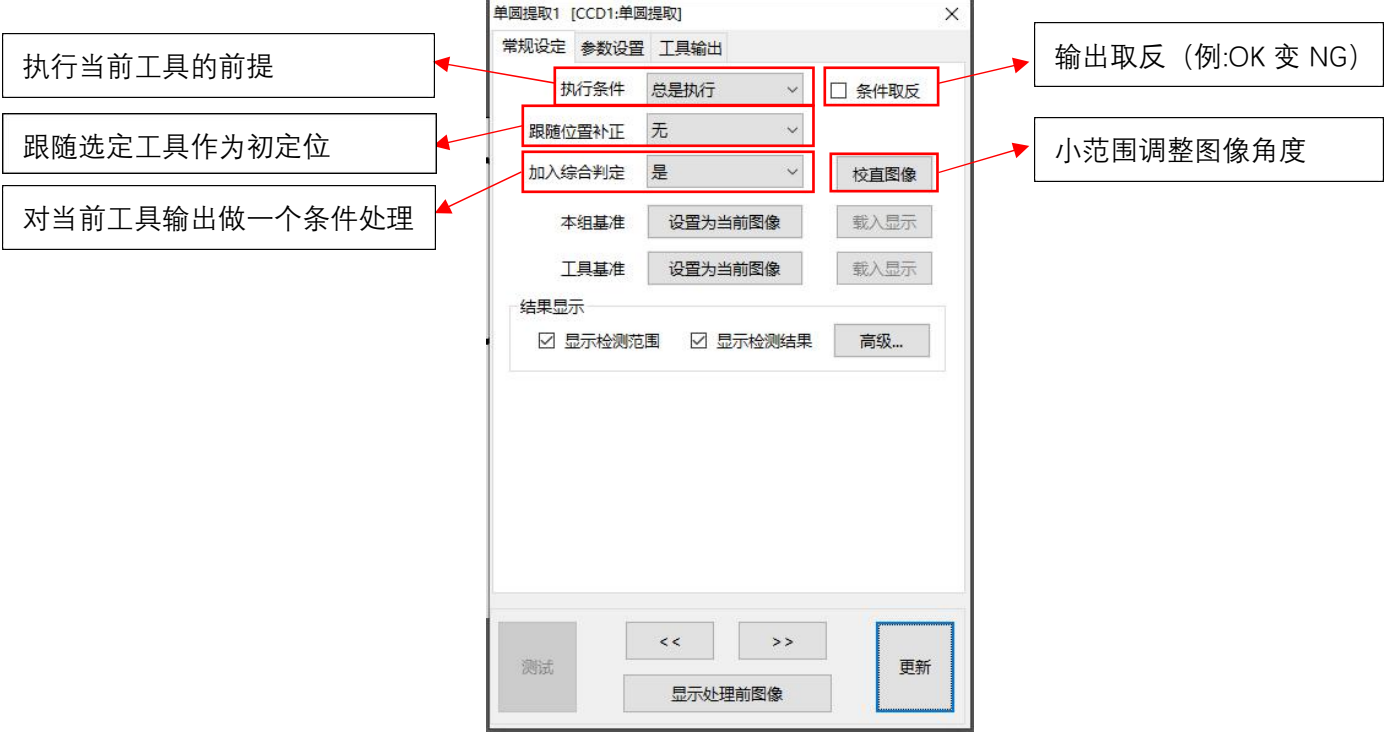 单圆提取1 [CCD1:单圆提取]
常规设定 参数设置 工具输出
执行当前工具的前提
执行条件 总是执行 条件取反
输出取反（例:OK 变 NG）
跟随选定工具作为初定位
跟随位置补正 无
加入综合判定 是 校直图像
小范围调整图像角度
对当前工具输出做一个条件处理
本组基准 设置为当前图像 载入显示
工具基准 设置为当前图像 载入显示
结果显示
显示检测范围 显示检测结果 高级...
测试
<< >>
更新
显示处理前图像